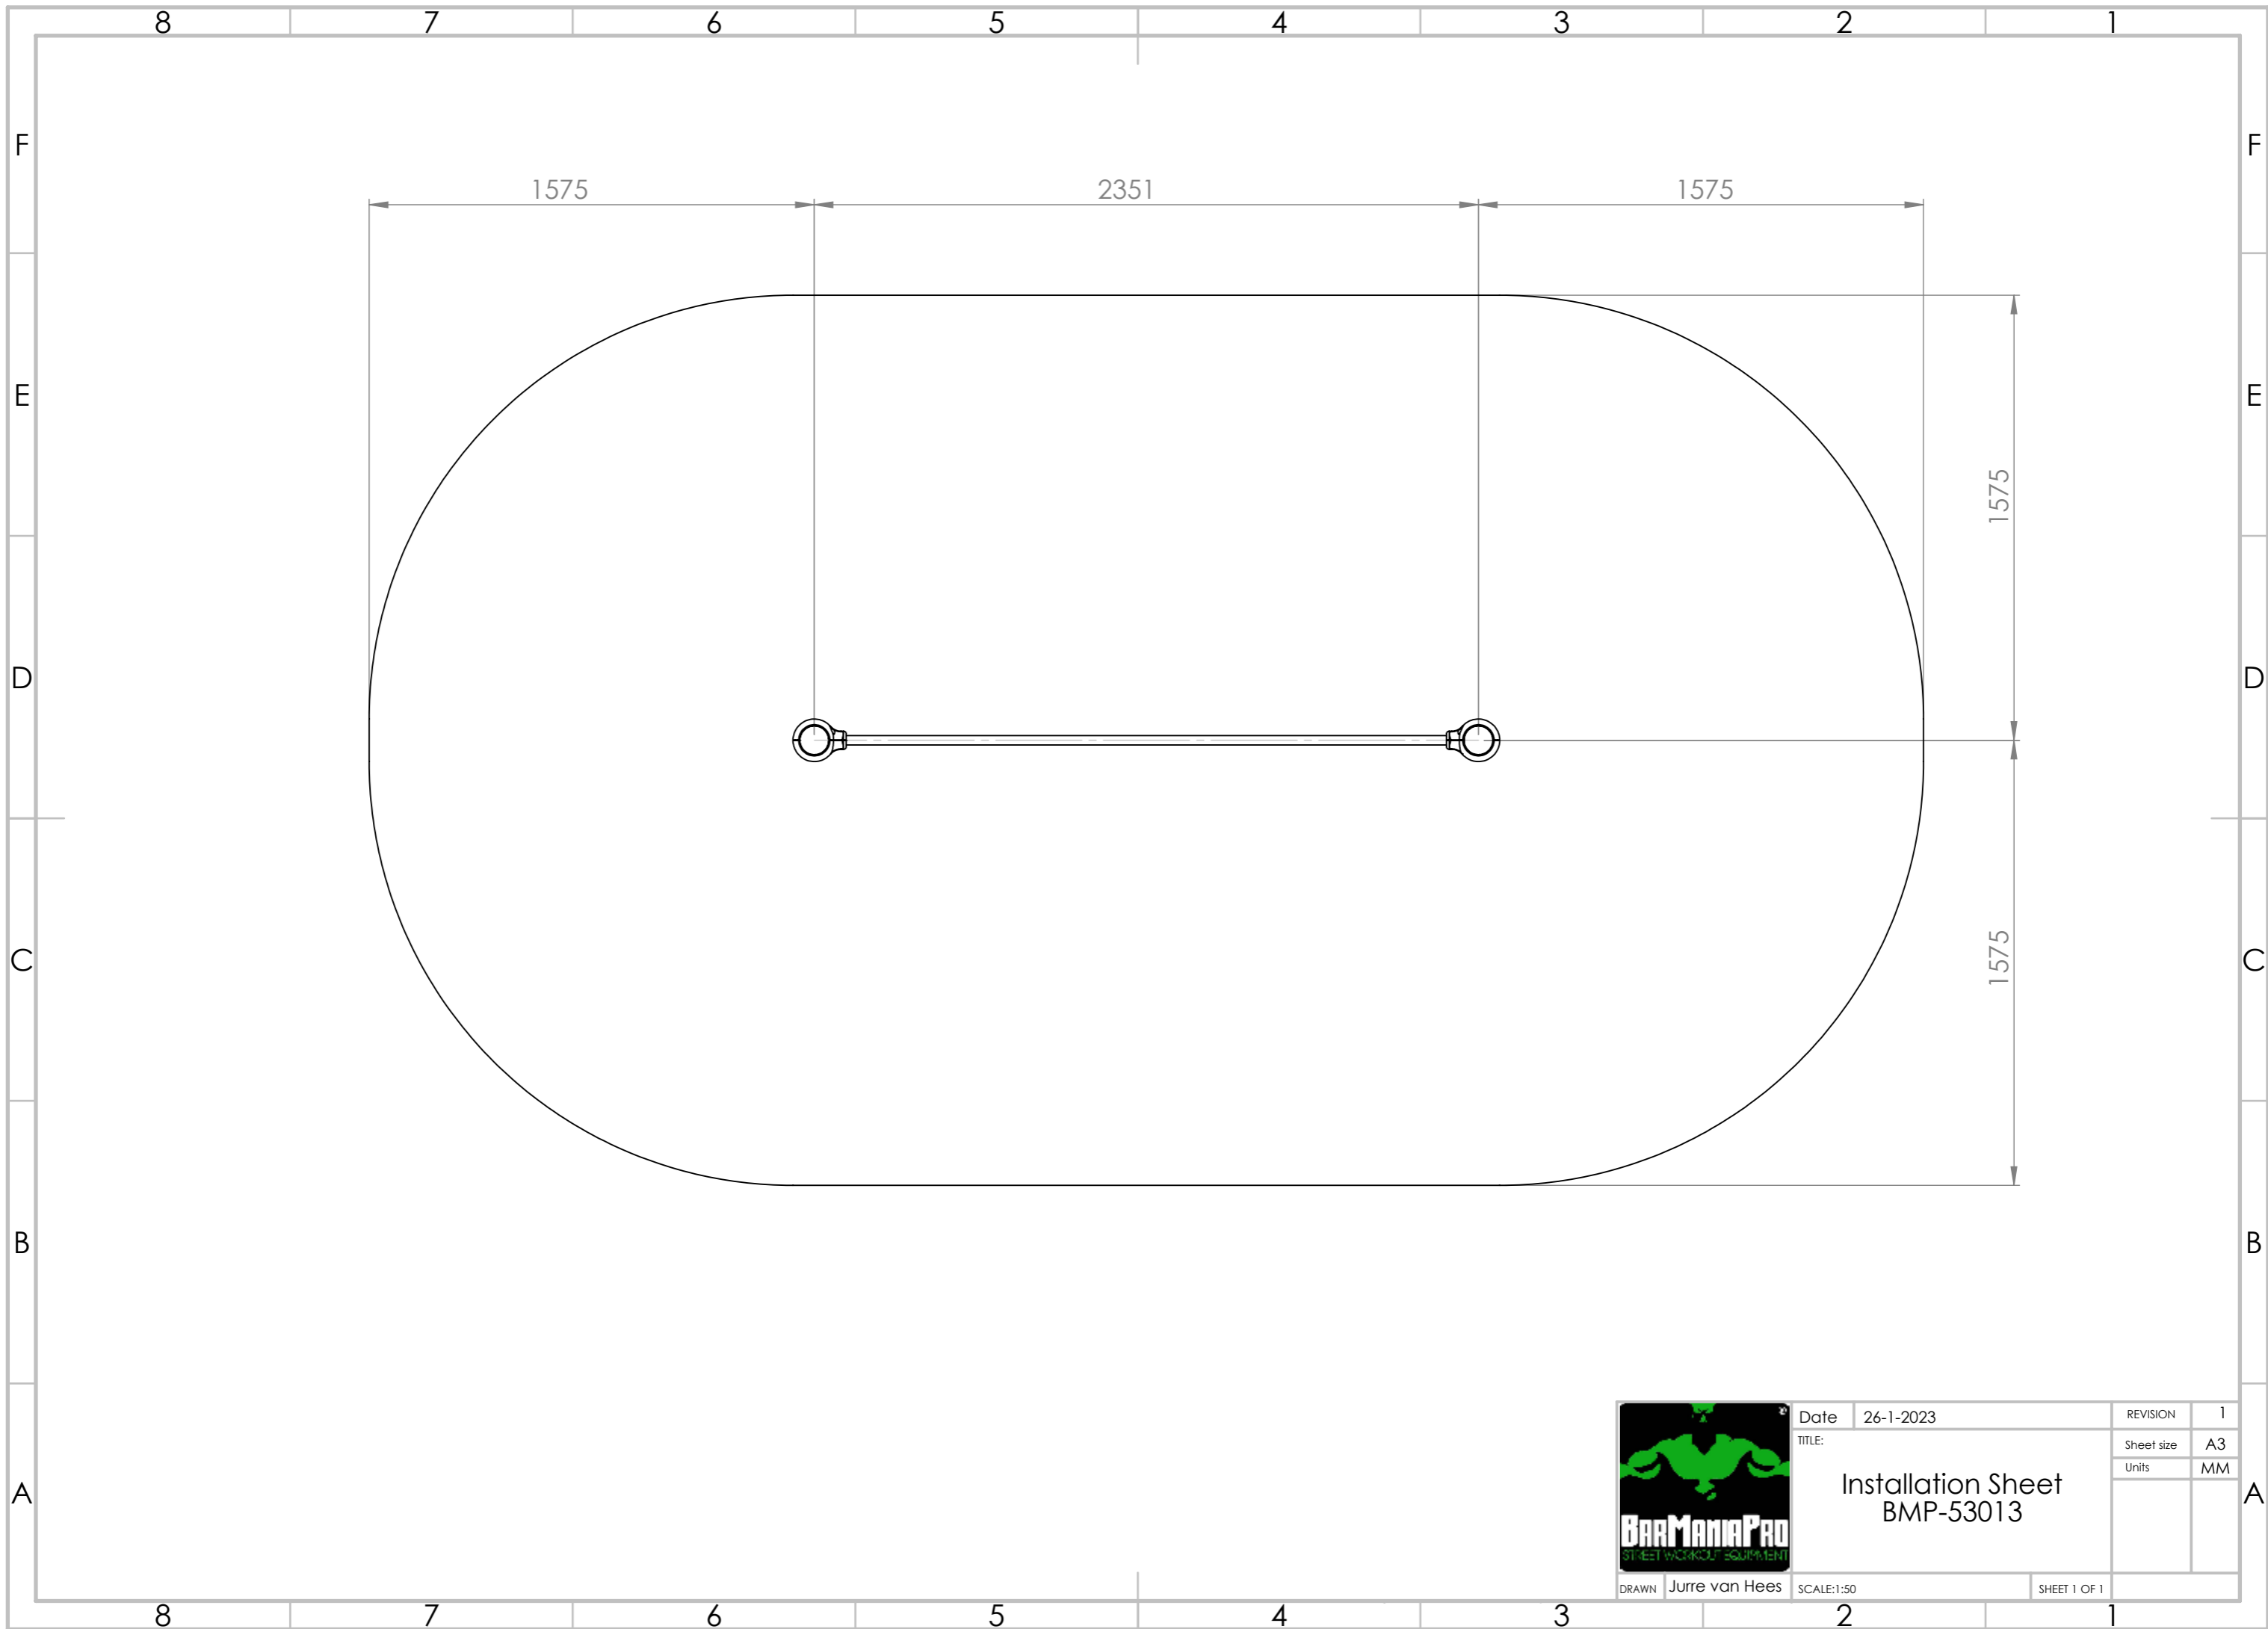 8 7 6 5 4 3 2 1
F F
1575 2351 1575
E E
1575
D D
C C
1575
B B
A A
Date 26-1-2023 REVISION 1
TITLE: Sheet size A3
Units MM
Installation Sheet
BMP-53013
BARMANIAPRO
STREET WORKOUT EQUIPMENT
DRAWN Jurre van Hees SCALE:1:50 SHEET 1 OF 1
8 7 6 5 4 3 2 1